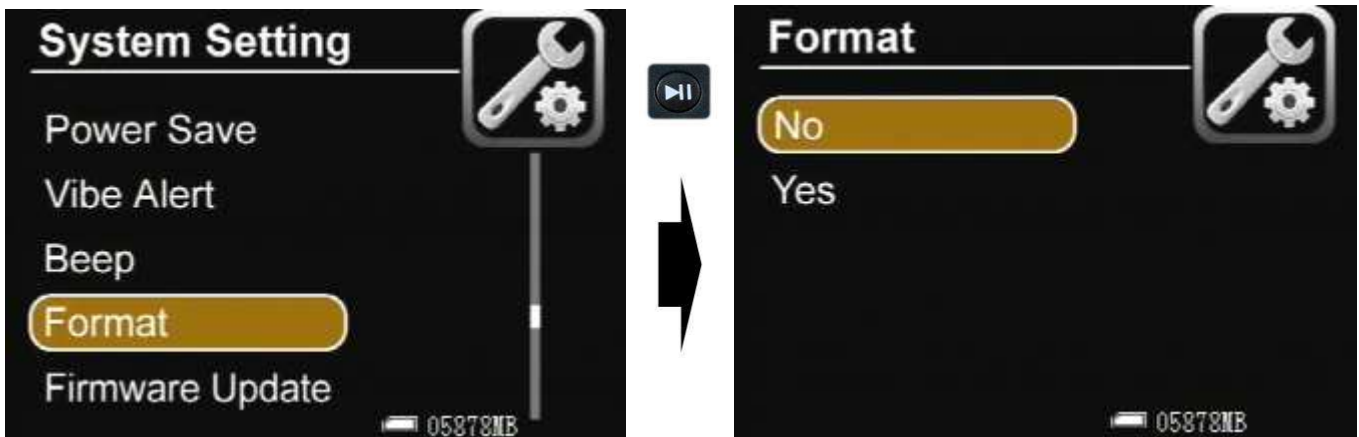 System Setting
Power Save
Vibe Alert
Beep
Format
Firmware Update
05878MB
Format
No
Yes
05878MB